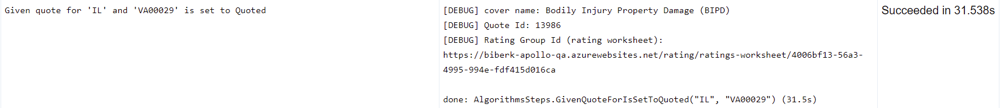 Given quote for 'IL' and 'VA00029' is set to Quoted
[DEBUG] cover name: Bodily Injury Property Damage (BIPD)
[DEBUG] Quote Id: 13986
[DEBUG] Rating Group Id (rating worksheet):
https://biberk-apollo-qa.azurewebsites.net/rating/ratings-worksheet/4006bf13-56a3-
4995-994e-fdf415d016ca
done: AlgorithmsSteps.GivenQuoteForIsSetToQuoted("IL", "VA00029") (31.5s)
Succeeded in 31.538s